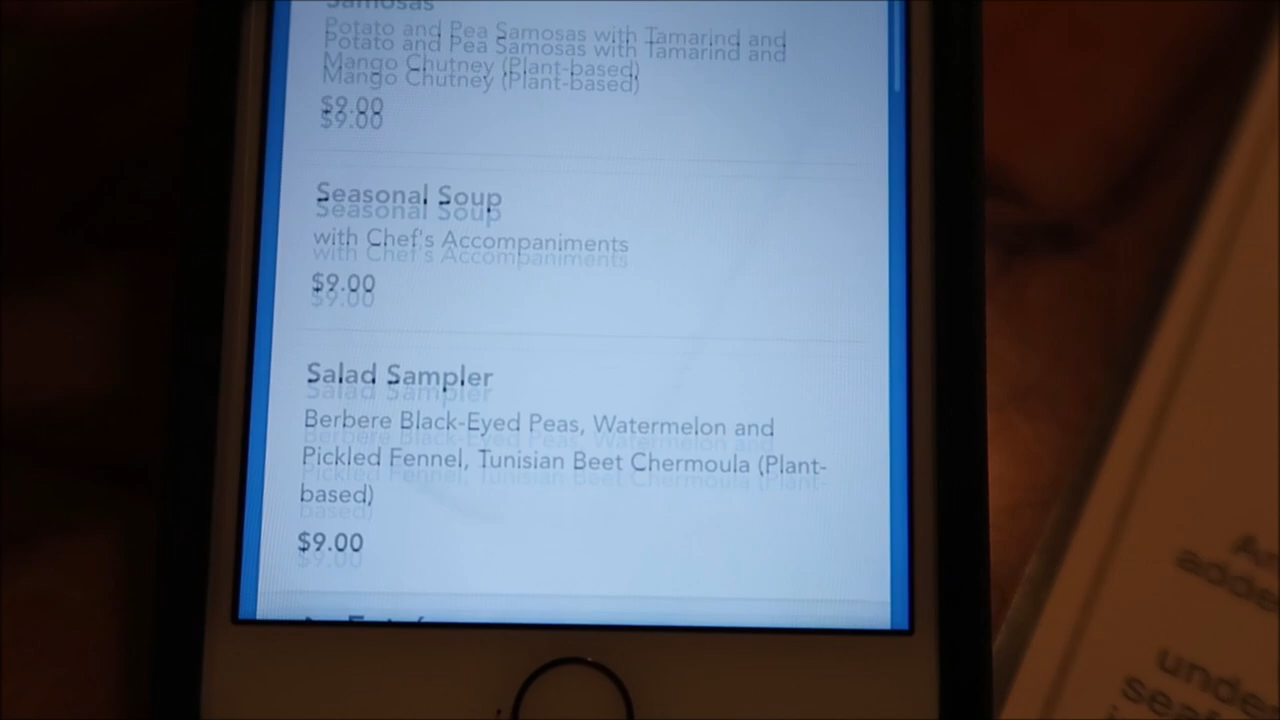 Samosas
Potato and Pea Samosas with Tamarind and
Mango Chutney (Plant-based)
$9.00
Seasonal Soup
with Chef's Accompaniments
$9.00
Salad Sampler
Berbere Black-Eyed Peas, Watermelon and
Pickled Fennel, Tunisian Beet Chermoula (Plant-
based)
$9.00